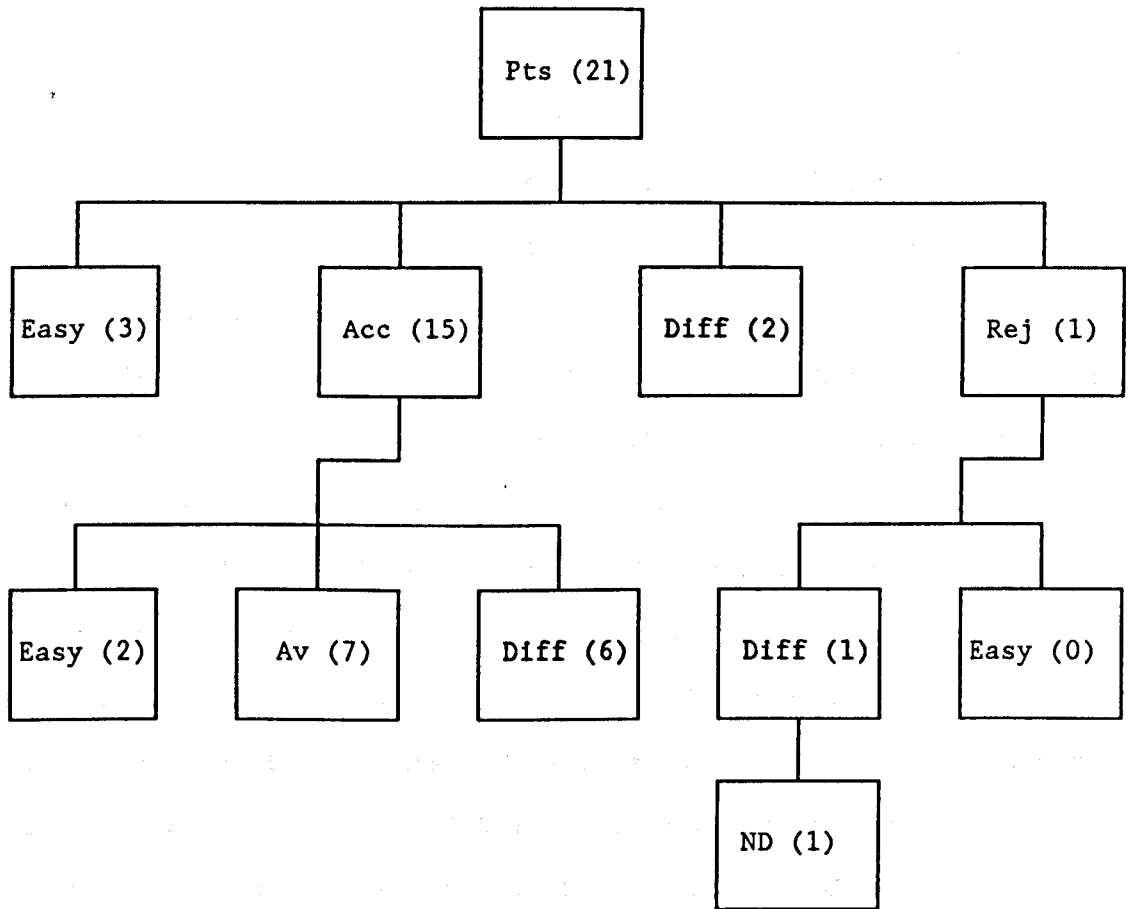 Pts (21)
Easy (3)
Acc (15)
Diff (2)
Rej (1)
Easy (2)
Av (7)
Diff (6)
Diff (1)
Easy (0)
ND (1)